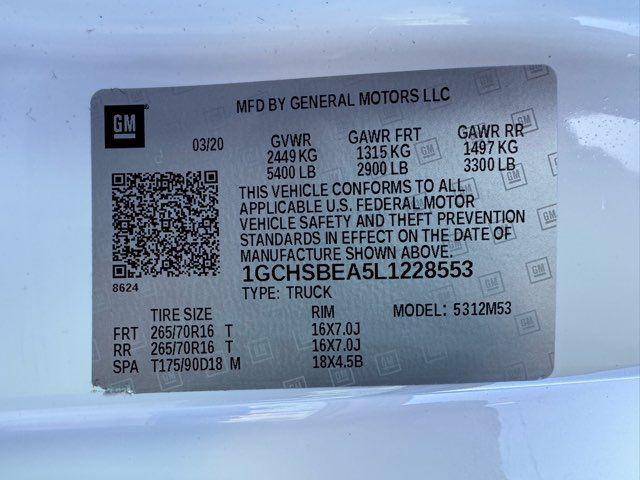 GM
MFD BY GENERAL MOTORS LLC
03/20 GVWR GAWR FRT GAWR RR
2449 KG 1315 KG 1497 KG
5400 LB 2900 LB 3300 LB
THIS VEHICLE CONFORMS TO ALL
APPLICABLE U.S. FEDERAL MOTOR
VEHICLE SAFETY AND THEFT PREVENTION
STANDARDS IN EFFECT ON THE DATE OF
MANUFACTURE SHOWN ABOVE.
1GCHSBEA5L1228553
8624
TYPE: TRUCK
TIRE SIZE RIM MODEL: 5312M53
FRT 265/70R16 T 16X7.0J
RR 265/70R16 T 16X7.0J
SPA T175/90D18 M 18X4.5B